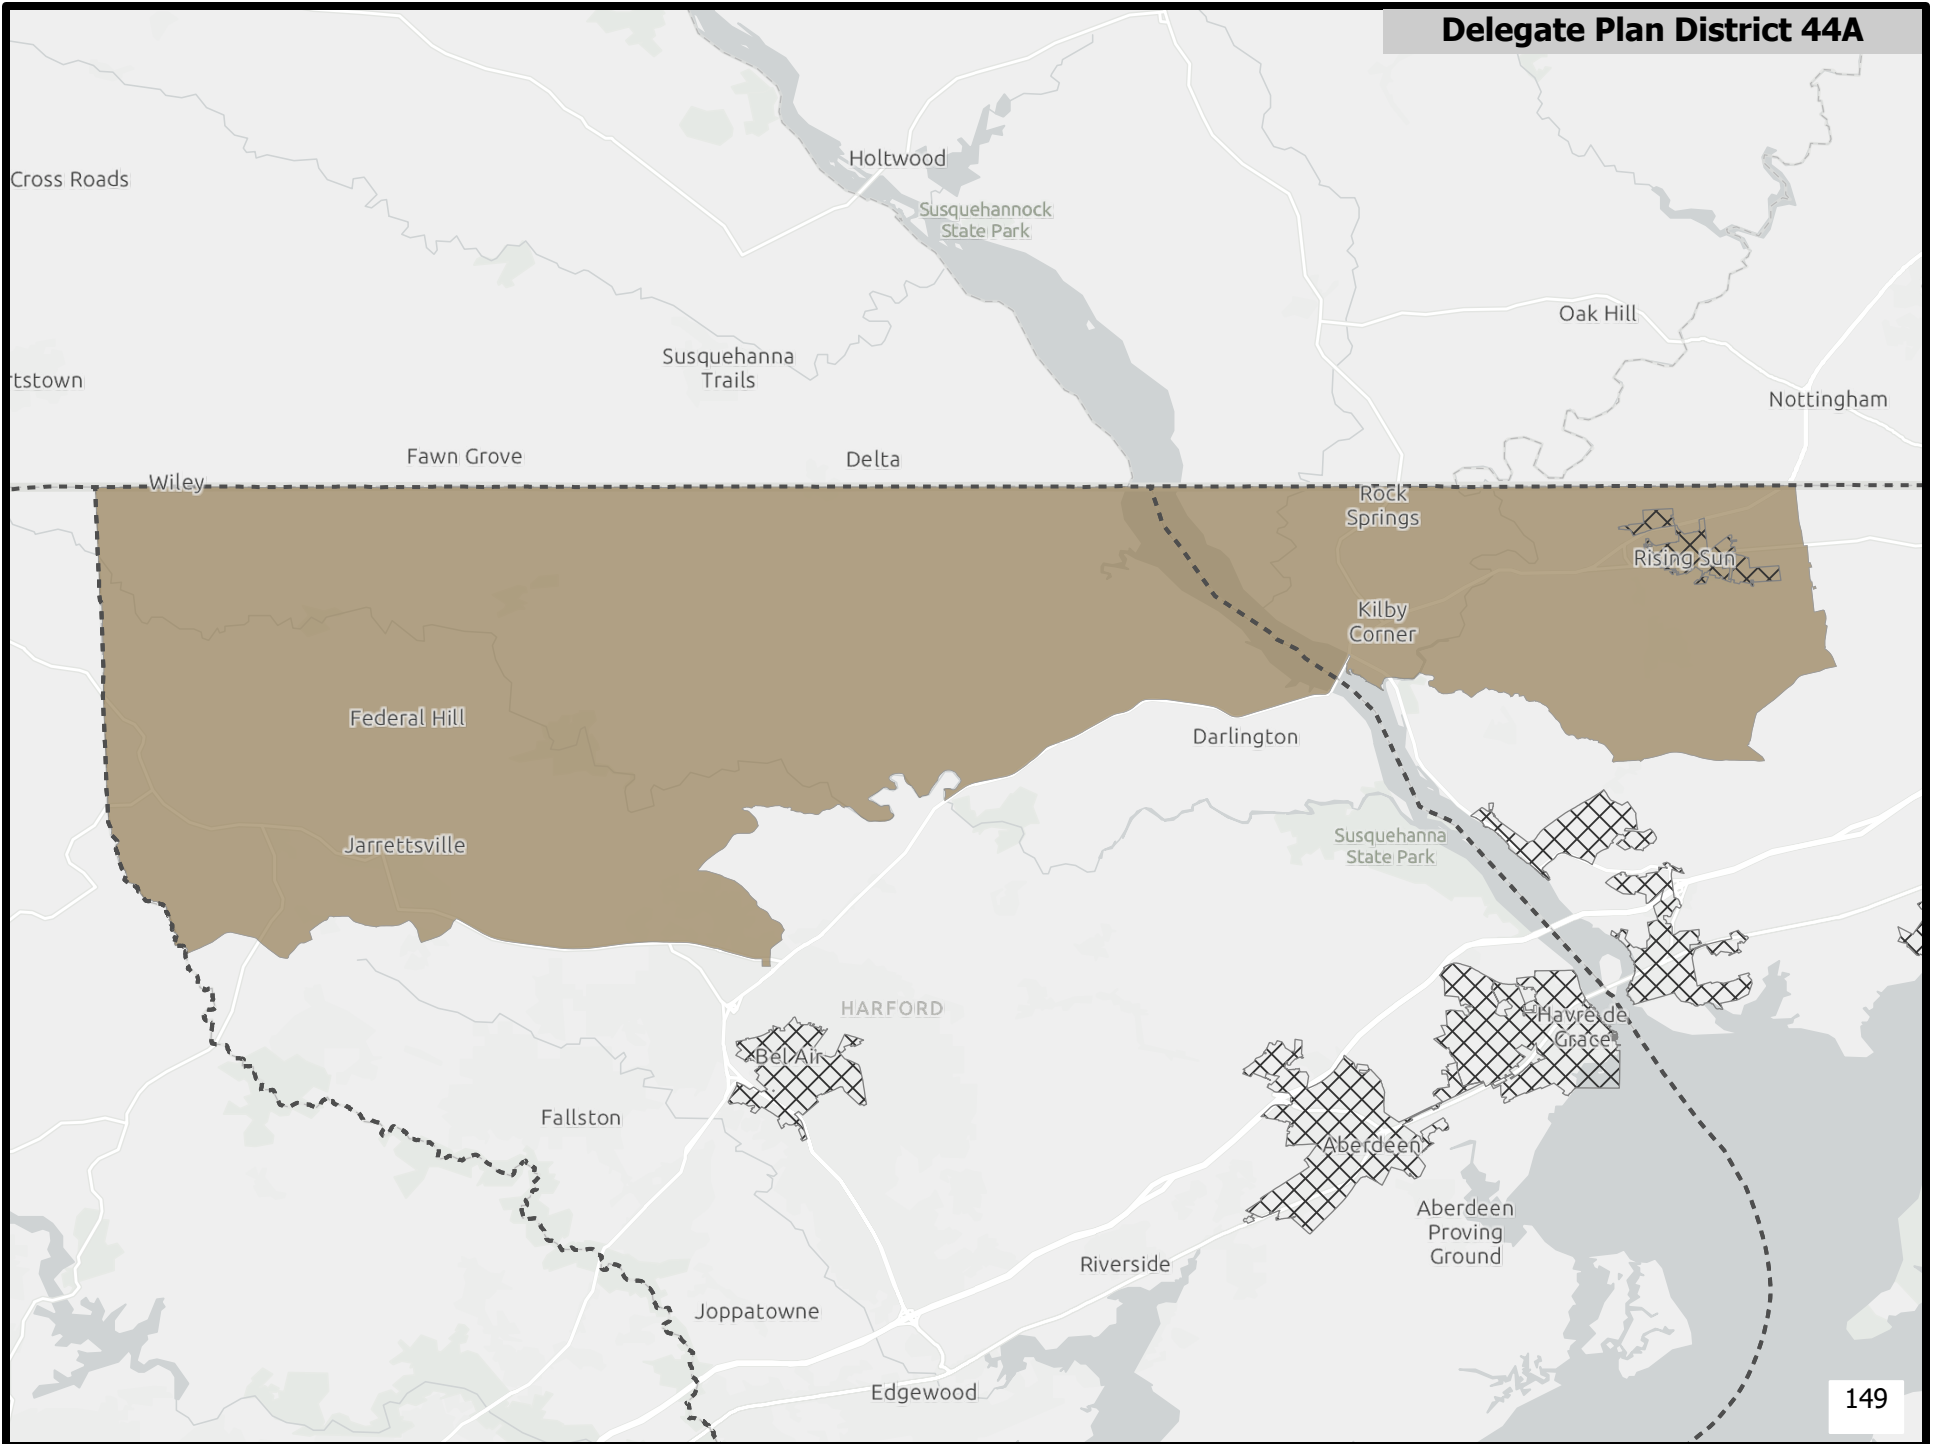 Delegate Plan District 44A
Holtwood
Cross Roads
Susquehannock
State Park
Oak Hill
Susquehanna
Trails
rtstown
Nottingham
Fawn Grove
Delta
Wiley
Rock
Springs
Rising Sun
Kilby
Corner
Federal Hill
Darlington
Jarrettsville
Susquehanna
State Park
HARFORD
Havre de
Grace
Bel Air
Fallston
Aberdeen
Aberdeen
Proving
Ground
Riverside
Joppatowne
Edgewood
149